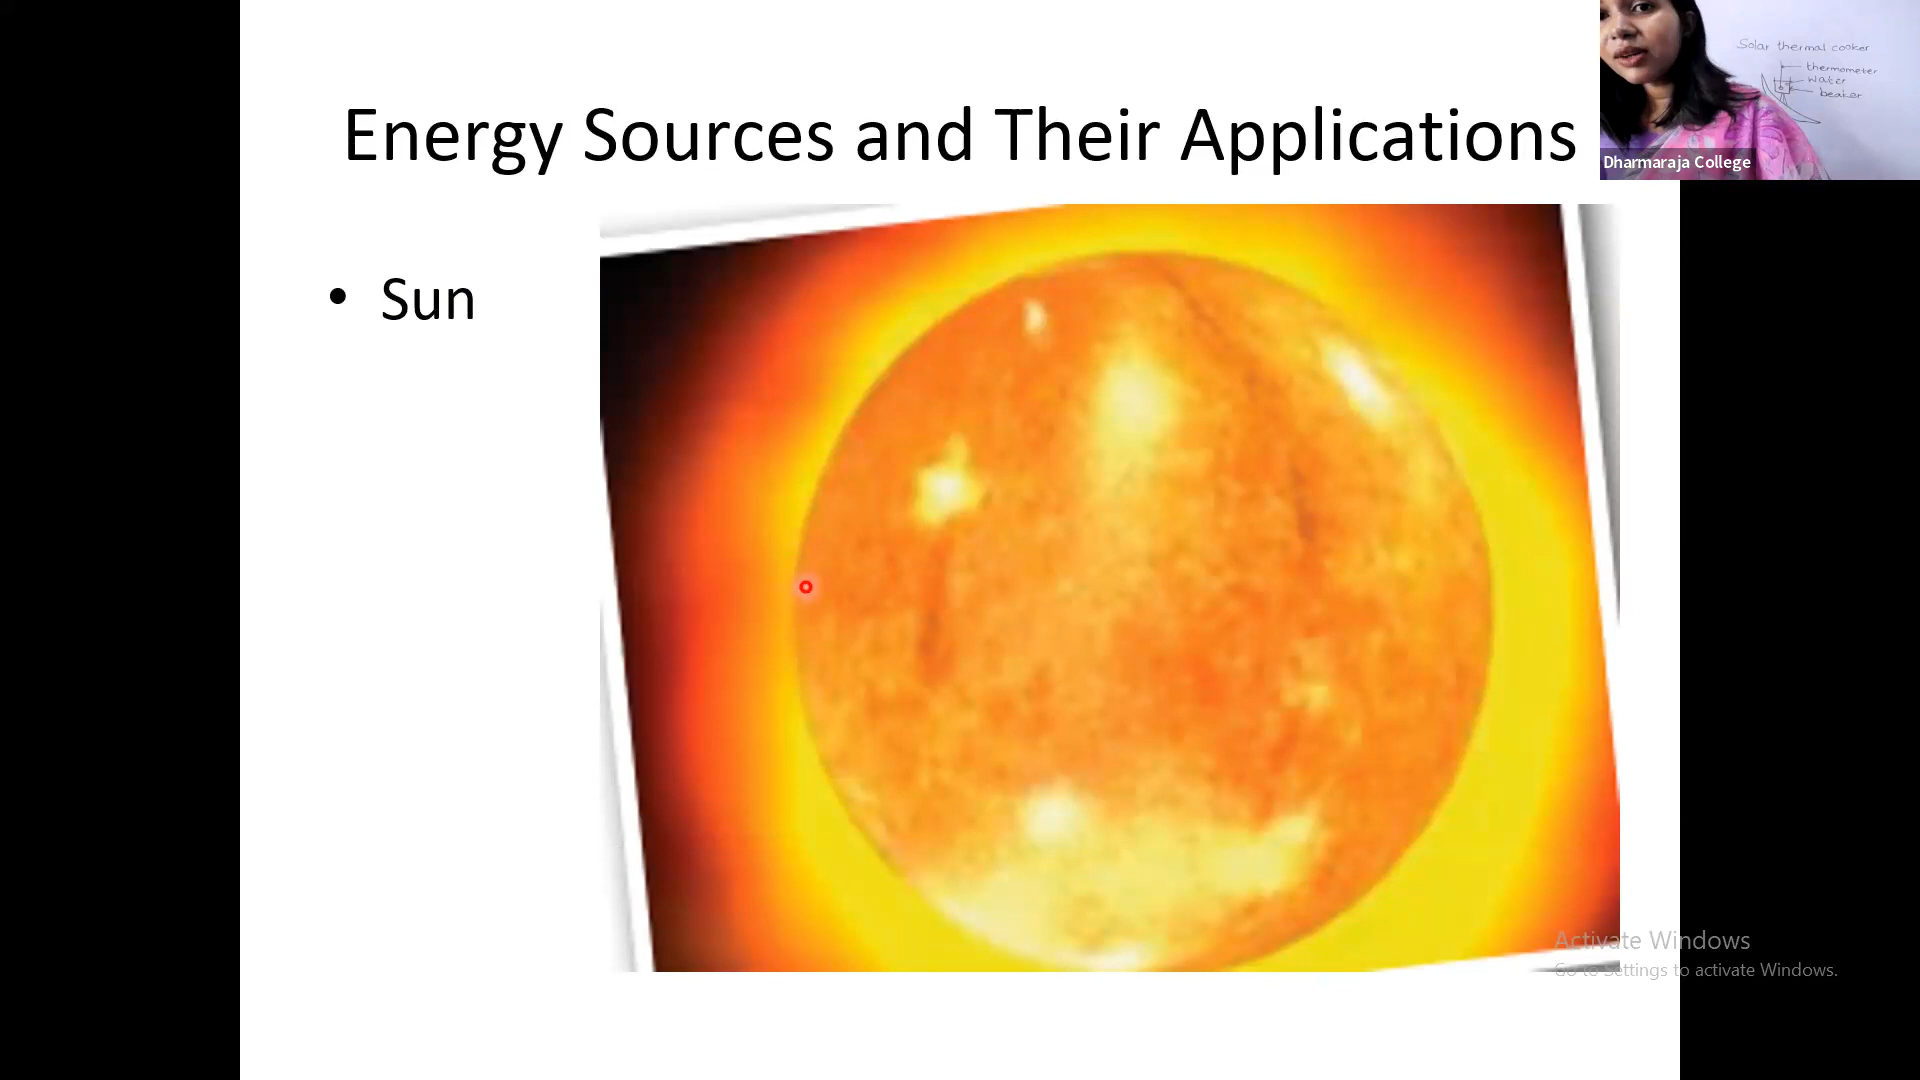 Energy Sources and Their Applications
• Sun
Solar thermal cooker
thermometer
water
beaker
Dharmaraja College
Activate Windows
Go to Settings to activate Windows.